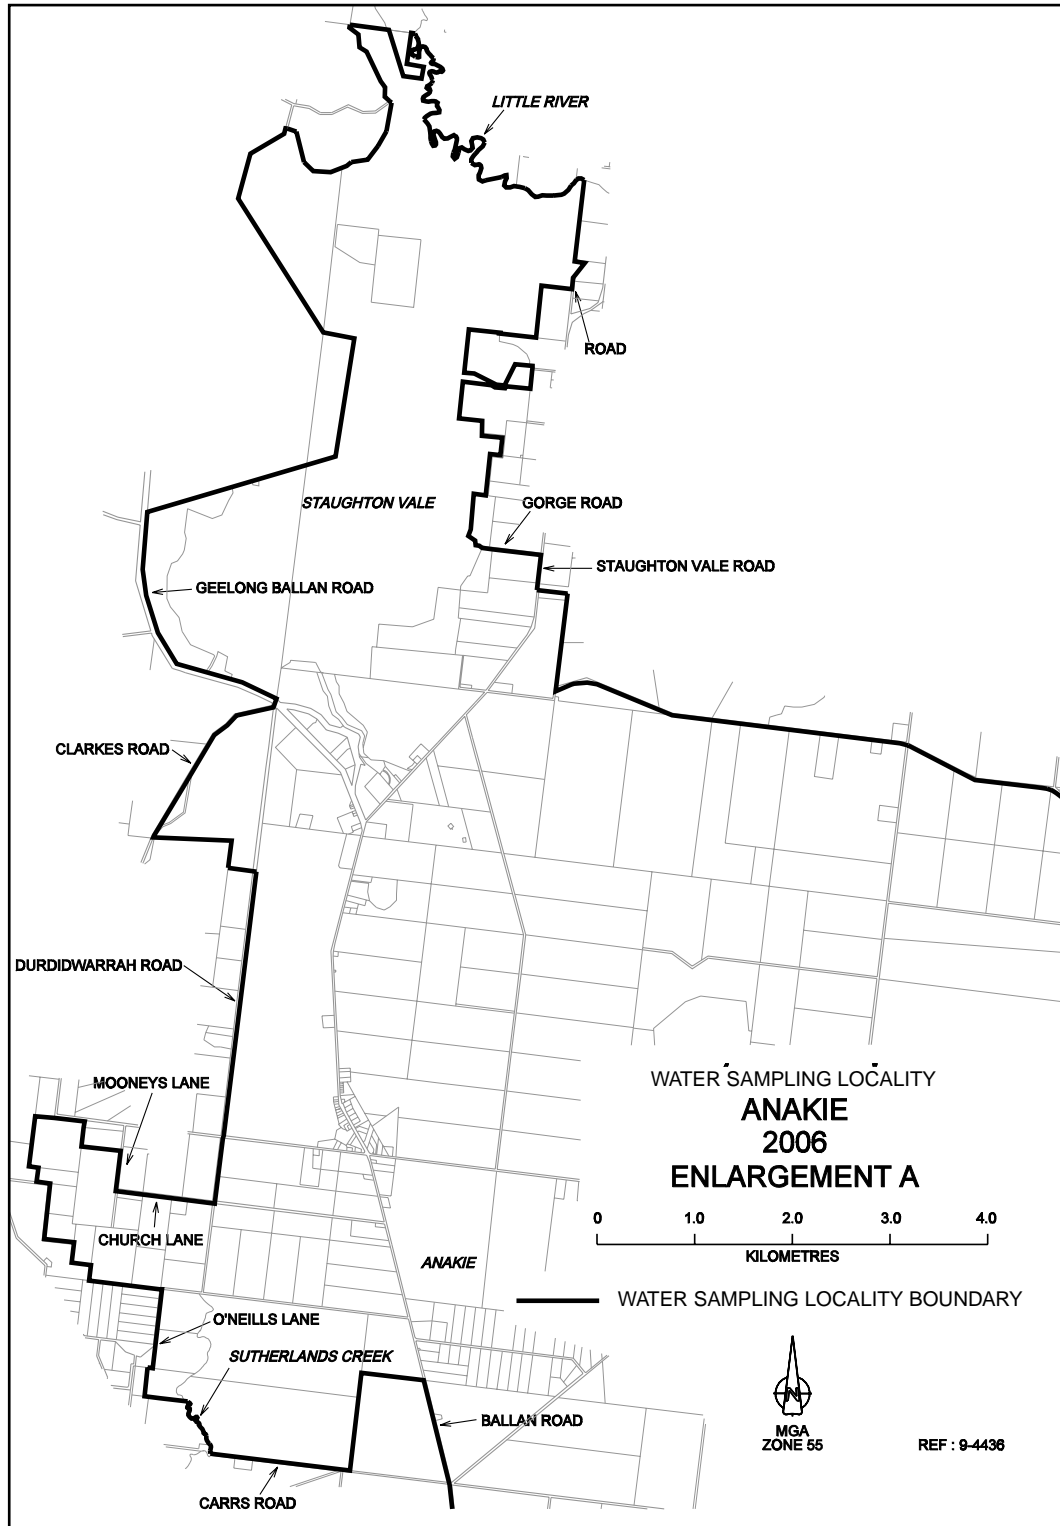 LITTLE RIVER
ROAD
STAUGHTON VALE
GORGE ROAD
STAUGHTON VALE ROAD
GEELONG BALLAN ROAD
CLARKES ROAD
DURDIDWARRAH ROAD
MOONEYS LANE
CHURCH LANE
ANAKIE
O'NEILLS LANE
SUTHERLANDS CREEK
BALLAN ROAD
CARRS ROAD
WATER SAMPLING LOCALITY
ANAKIE
2006
ENLARGEMENT A
0 1.0 2.0 3.0 4.0
KILOMETRES
WATER SAMPLING LOCALITY BOUNDARY
N
MGA
ZONE 55
REF : 9-4436